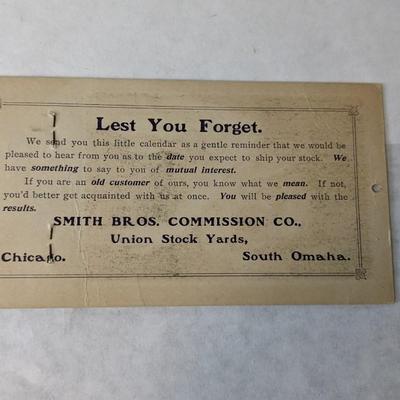 Lest You Forget.
We send you this little calendar as a gentle reminder that we would be
pleased to hear from you as to the date you expect to ship your stock. We
have something to say to you of mutual interest.
If you are an old customer of ours, you know what we mean. If not,
you'd better get acquainted with us at once. You will be pleased with the
results.
SMITH BROS. COMMISSION CO.,
Union Stock Yards,
Chicago. South Omaha.